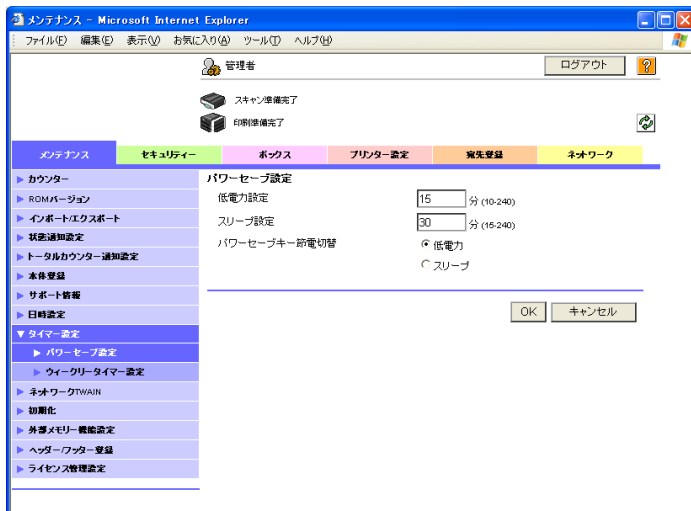 メンテナンス - Microsoft Internet Explorer
ファイル(F) 編集(E) 表示(V) お気に入り(A) ツール(T) ヘルプ(H)
管理者
ログアウト
?
スキャン準備完了
印刷準備完了
メンテナンス セキュリティー ボックス プリンター設定 宛先登録 ネットワーク
カウンター
ROMバージョン
インポート/エクスポート
状態通知設定
トータルカウンター通知設定
本体登録
サポート情報
日時設定
タイマー設定
パワーセーブ設定
ウィークリータイマー設定
ネットワークTWAIN
初期化
外部メモリー機能設定
ヘッダー/フッター登録
ライセンス管理設定
パワーセーブ設定
低電力設定 15 分 (10-240)
スリープ設定 30 分 (15-240)
パワーセーブキー節電切替 低電力
スリープ
OK キャンセル